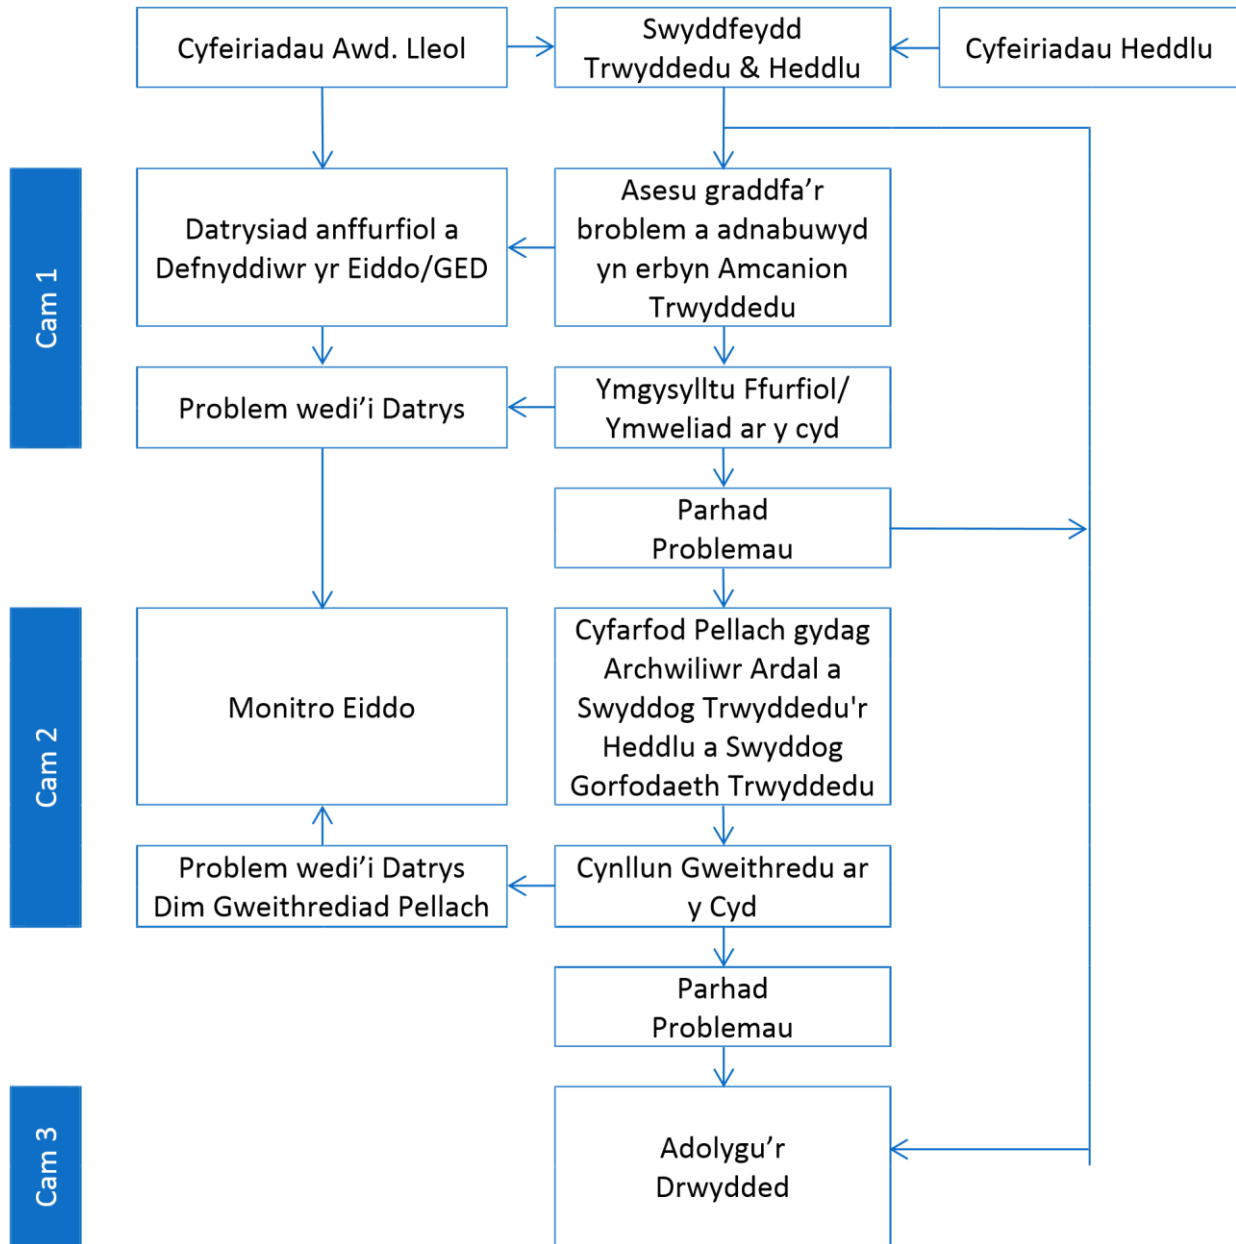 Cyfeiriadau Awd. Lleol
Swyddfeydd
Trwyddedu & Heddlu
Cyfeiriadau Heddlu
Cam 1
Datrysiad anffurfiol a
Defnyddiwr yr Eiddo/GED
Asesu graddfa’r
broblem a adnabuwyd
yn erbyn Amcanion
Trwyddedu
Problem wedi’i Datrys
Ymgysylltu Ffurfiol/
Ymweliad ar y cyd
Parhad
Problemau
Cam 2
Monitro Eiddo
Cyfarfod Pellach gydag
Archwiliwr Ardal a
Swyddog Trwyddedu'r
Heddlu a Swyddog
Gorfodaeth Trwyddedu
Problem wedi’i Datrys
Dim Gweithrediad Pellach
Cynllun Gweithredu ar
y Cyd
Parhad
Problemau
Cam 3
Adolygu’r
Drwydded